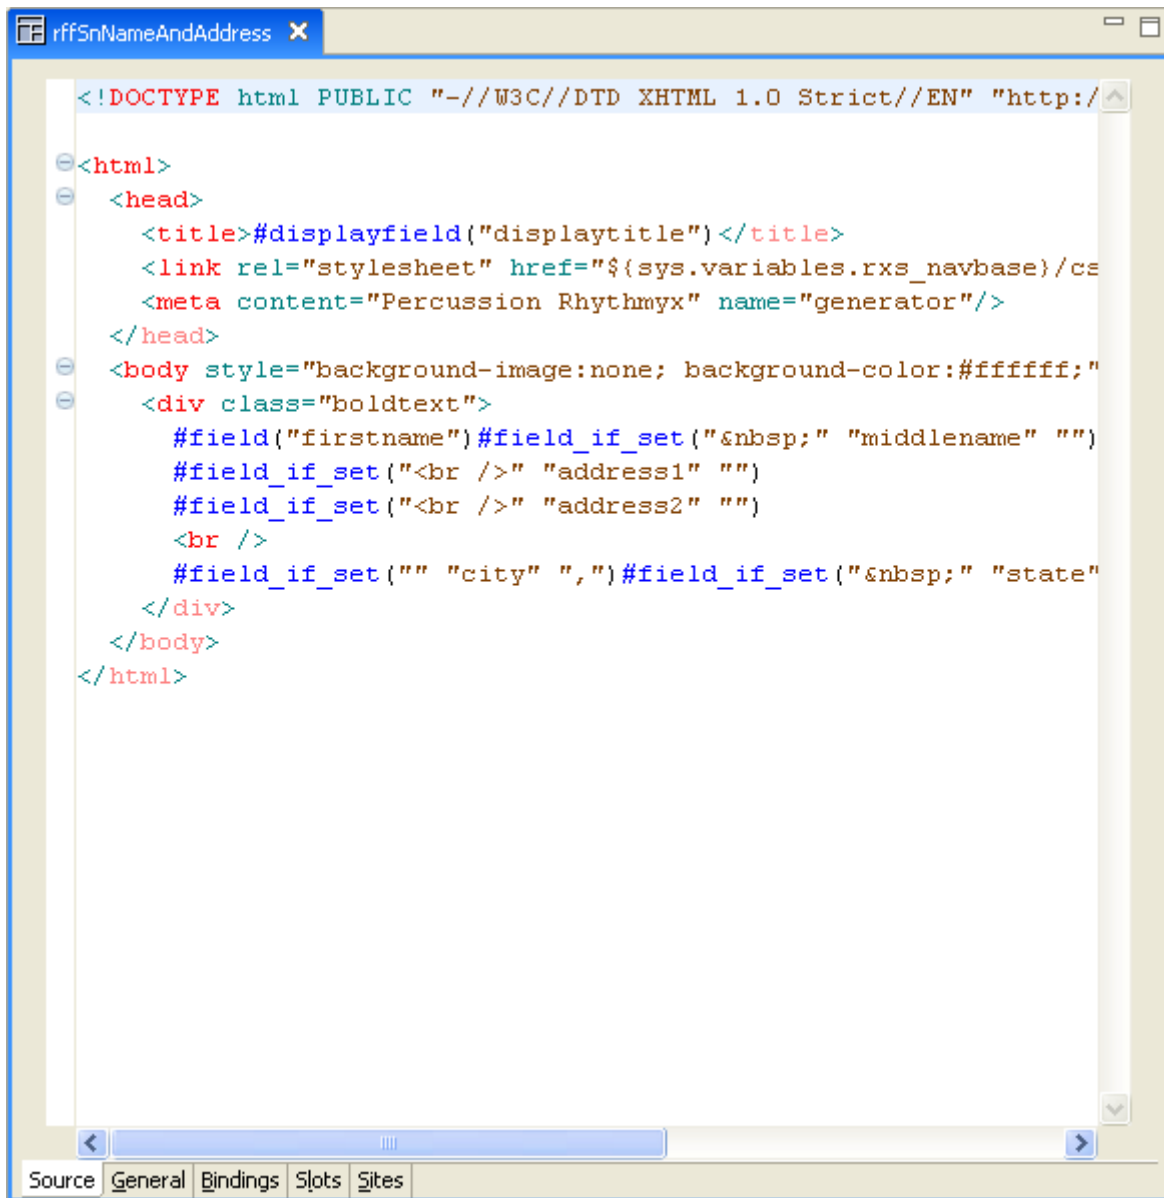 rffSnNameAndAddress
<!DOCTYPE html PUBLIC "-//W3C//DTD XHTML 1.0 Strict//EN" "http:/
<html>
<head>
<title>#displayfield("displaytitle")</title>
<link rel="stylesheet" href="${sys.variables.rxs_navbase}/cs
<meta content="Percussion Rhythmyx" name="generator"/>
</head>
<body style="background-image:none; background-color:#ffffff;"
<div class="boldtext">
#field("firstname")#field_if_set("&nbsp;" "middlename" "")
#field_if_set("<br />" "address1" "")
#field_if_set("<br />" "address2" "")
<br />
#field_if_set("" "city" ",")#field_if_set("&nbsp;" "state"
</div>
</body>
</html>
Source General Bindings Slots Sites